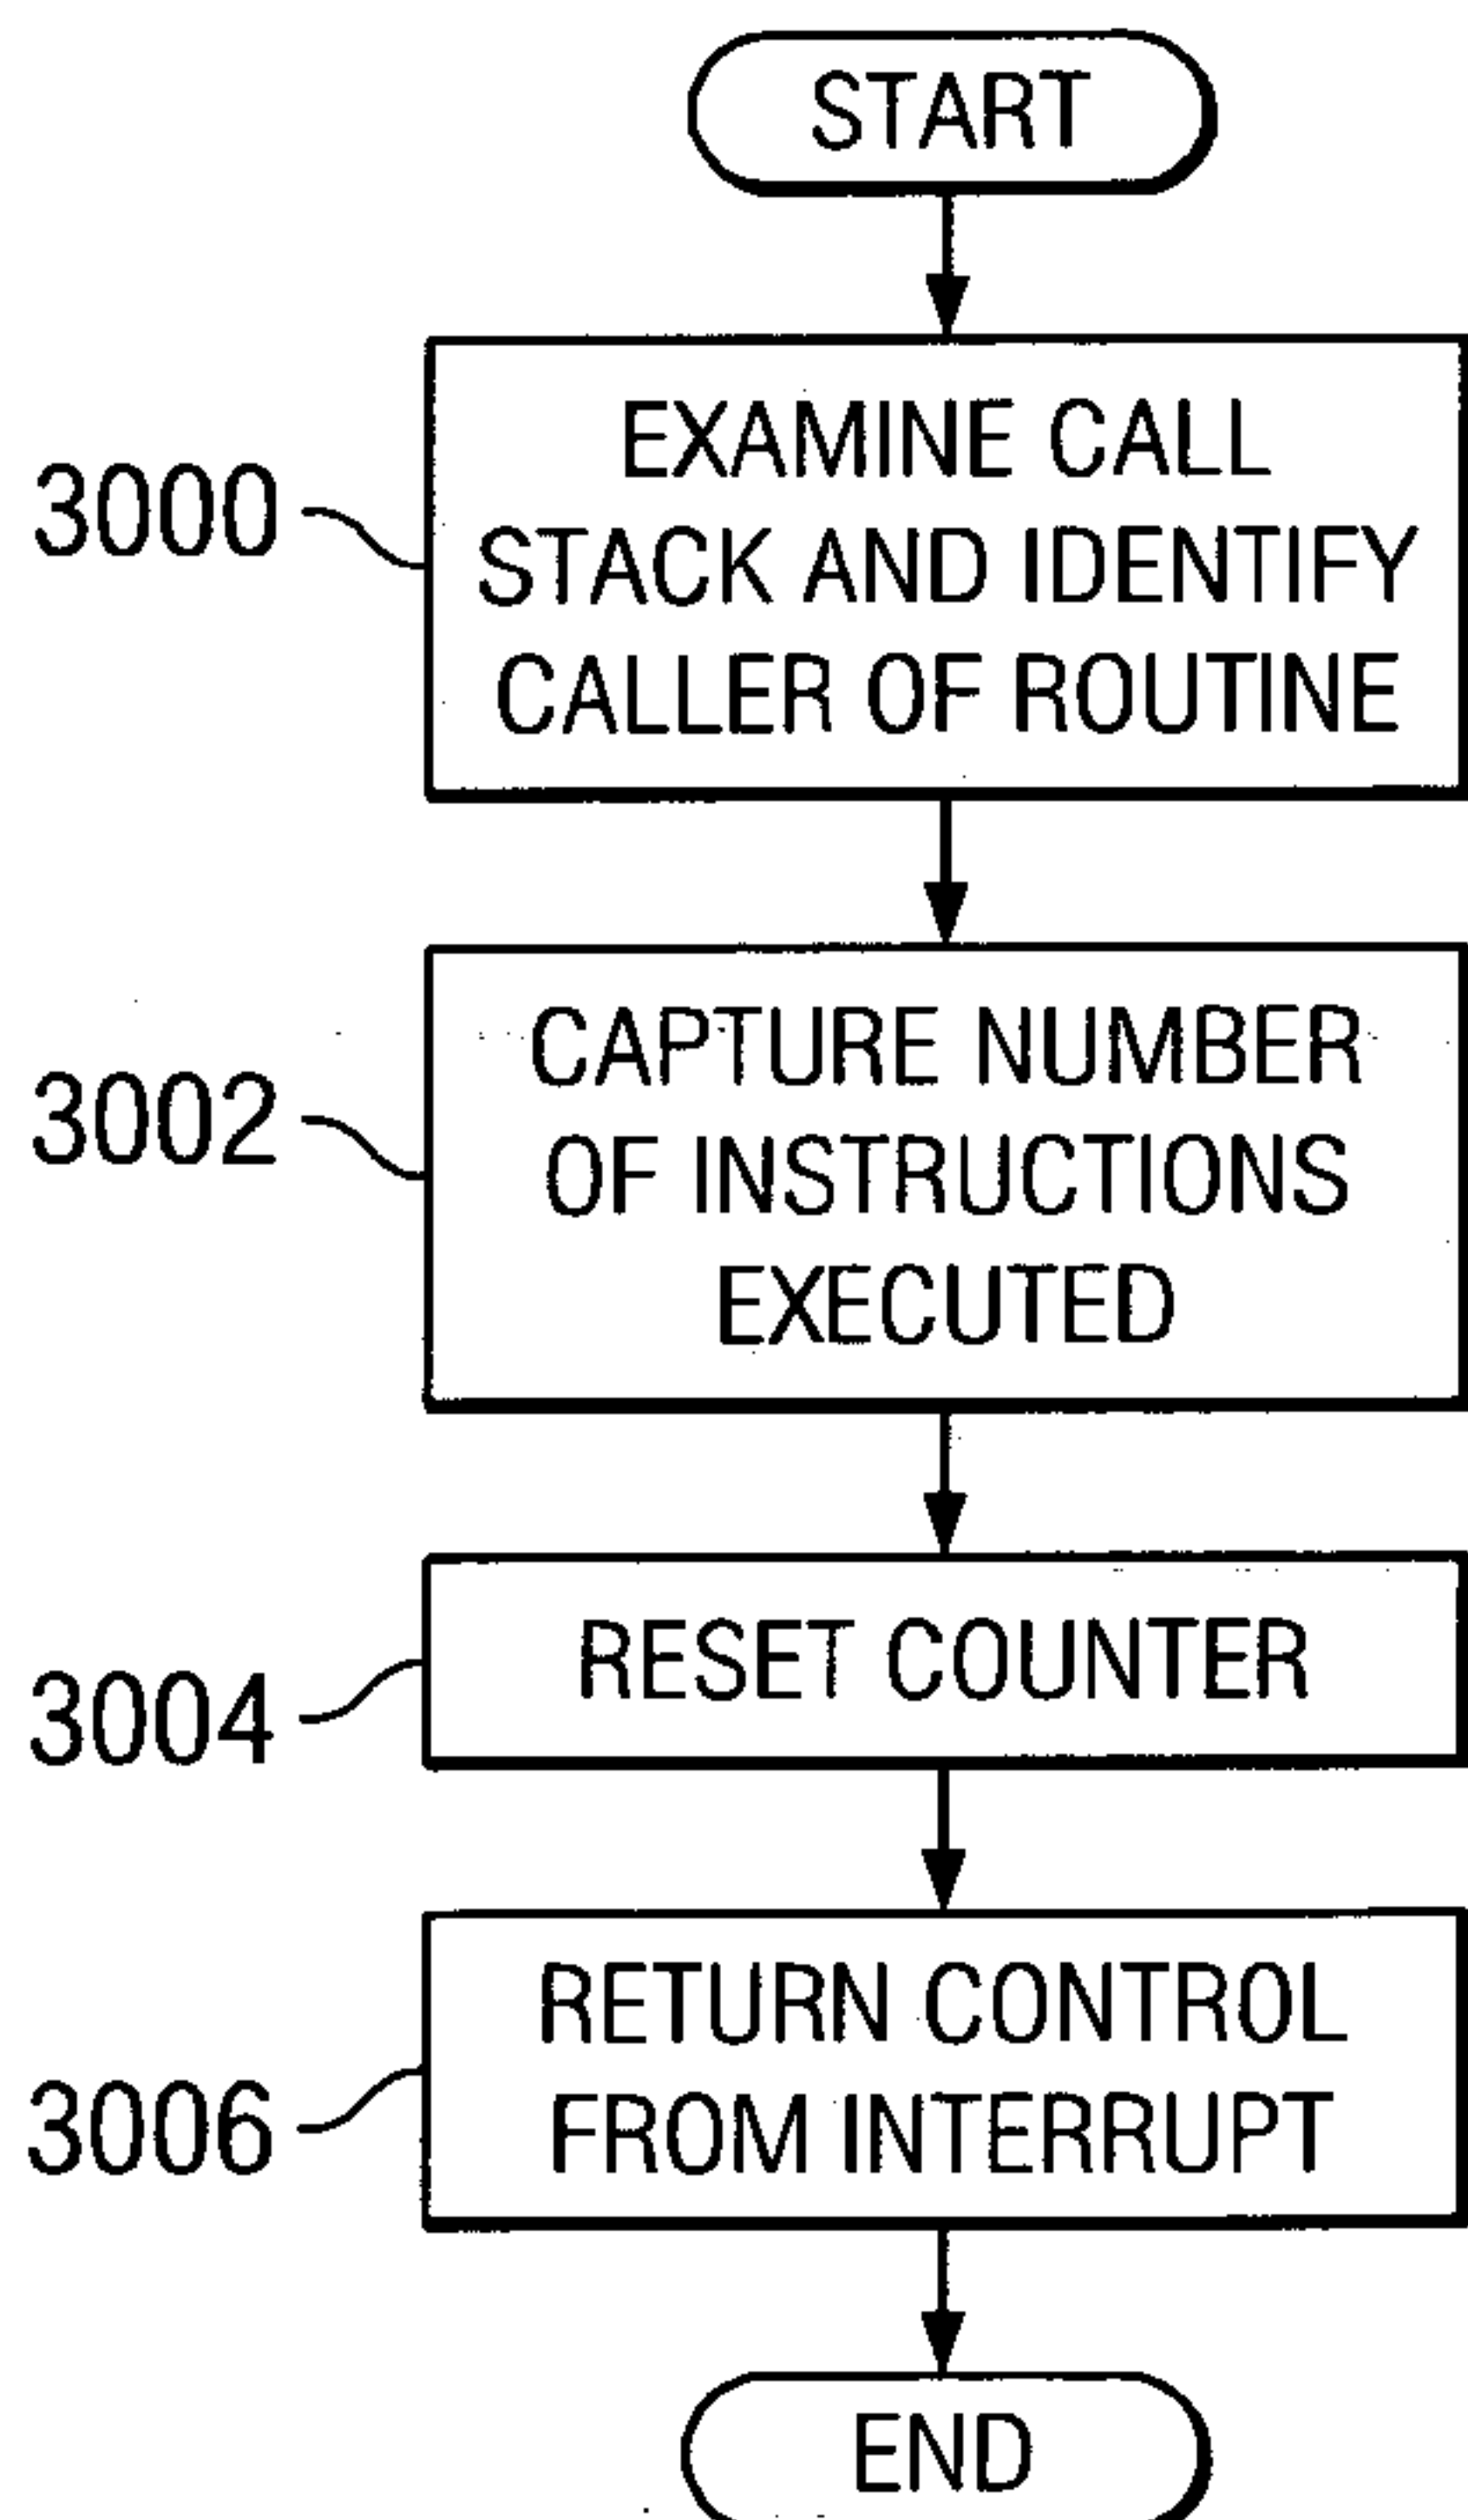 START
3000
EXAMINE CALL
STACK AND IDENTIFY
CALLER OF ROUTINE
3002
CAPTURE NUMBER
OF INSTRUCTIONS
EXECUTED
3004
RESET COUNTER
3006
RETURN CONTROL
FROM INTERRUPT
END